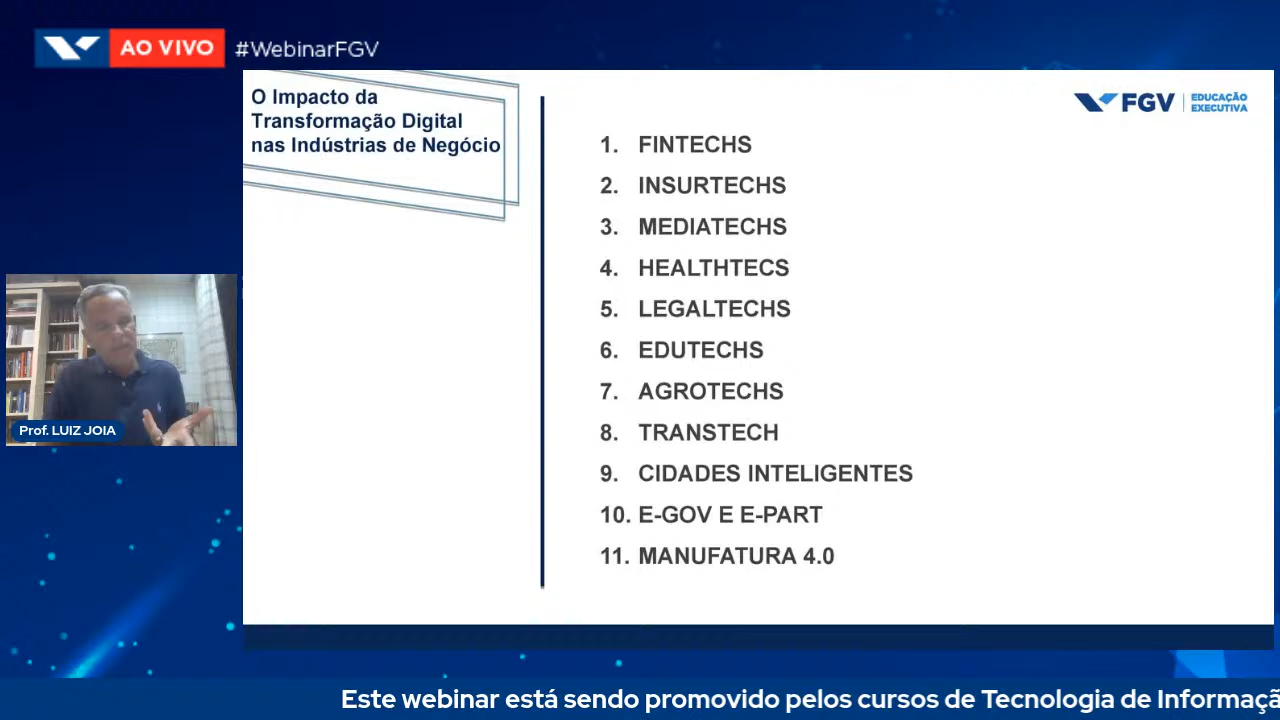 AO VIVO #WebinarFGV
O Impacto da
Transformação Digital
nas Indústrias de Negócio
FGV EDUCAÇÃO
EXECUTIVA
1. FINTECHS
2. INSURTECHS
3. MEDIATECHS
4. HEALTHTECS
5. LEGALTECHS
6. EDUTECHS
7. AGROTECHS
8. TRANSTECH
9. CIDADES INTELIGENTES
10. E-GOV E E-PART
11. MANUFATURA 4.0
Prof. LUIZ JOIA
Este webinar está sendo promovido pelos cursos de Tecnologia de Informaçã